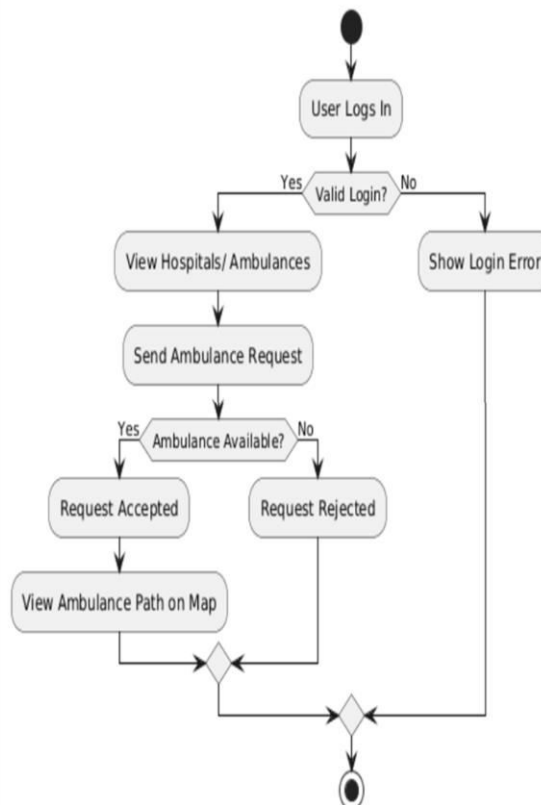 User Logs In
Yes
Valid Login?
No
View Hospitals/ Ambulances
Show Login Error
Send Ambulance Request
Yes
Ambulance Available?
No
Request Accepted
Request Rejected
View Ambulance Path on Map